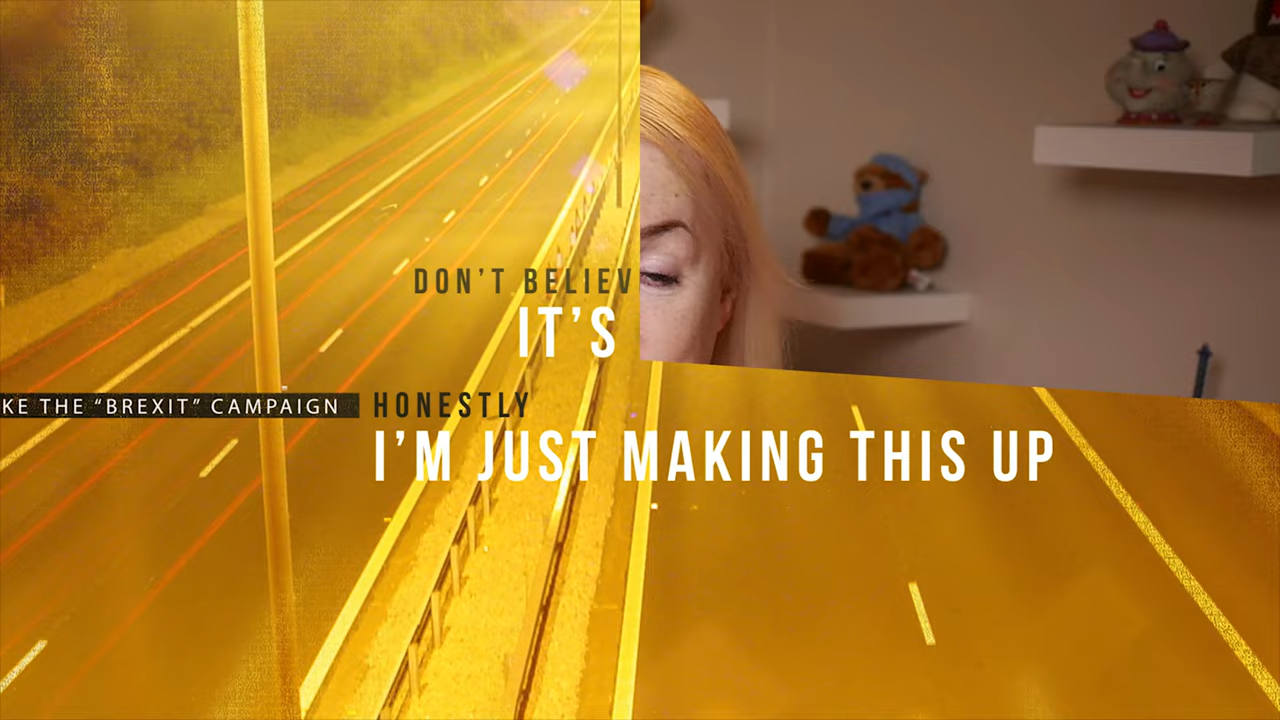 DON'T BELIEV
IT'S
KE THE “BREXIT” CAMPAIGN
HONESTLY
I'M JUST MAKING THIS UP